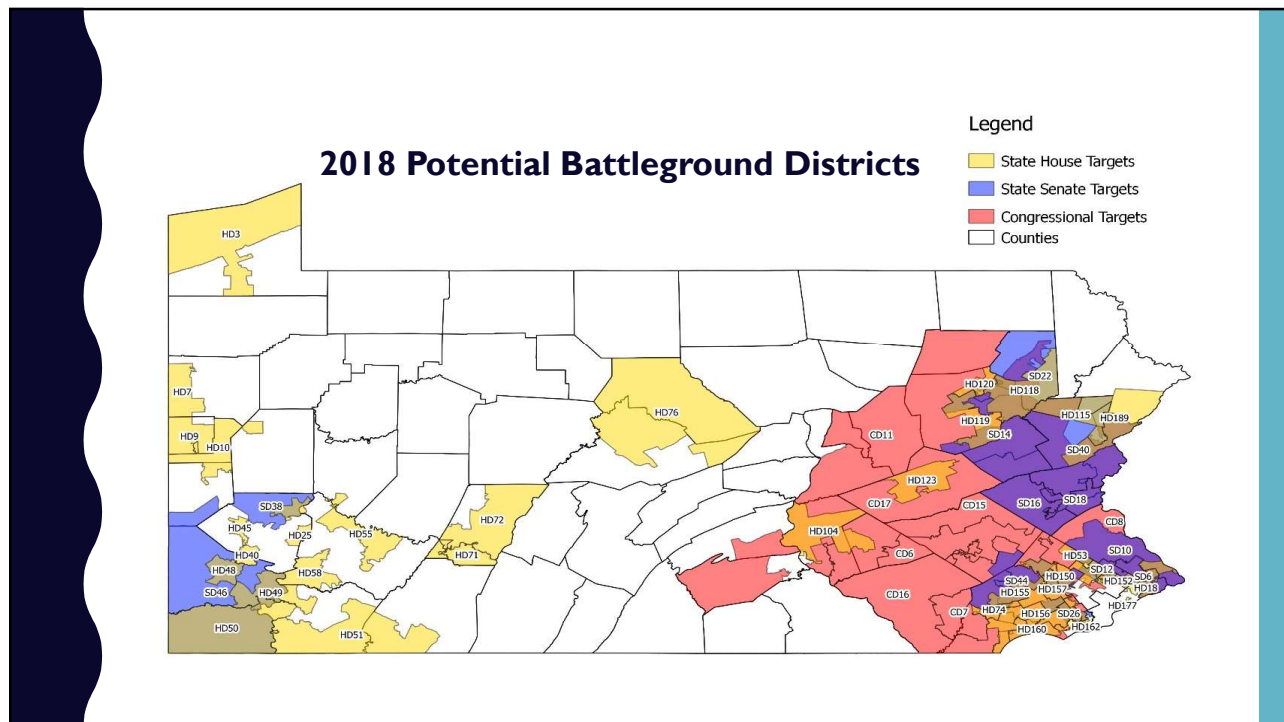 Legend
2018 Potential Battleground Districts
State House Targets
State Senate Targets
Congressional Targets
Counties
HD3
HD7
HD9
HD10
HD76
HD120
SD22
HD118
HD119
SD14
HD115
HD189
SD40
CD11
HD123
CD17
CD15
SD16
SD18
CD8
HD104
CD6
CD16
CD7
SD38
HD45
HD25
HD55
HD40
HD48
HD58
SD46
HD49
HD50
HD51
HD72
HD71
SD10
HD53
SD12
SD6
HD152
HD18
HD177
SD44
HD150
HD155
HD157
HD74
HD156
SD26
HD160
HD162